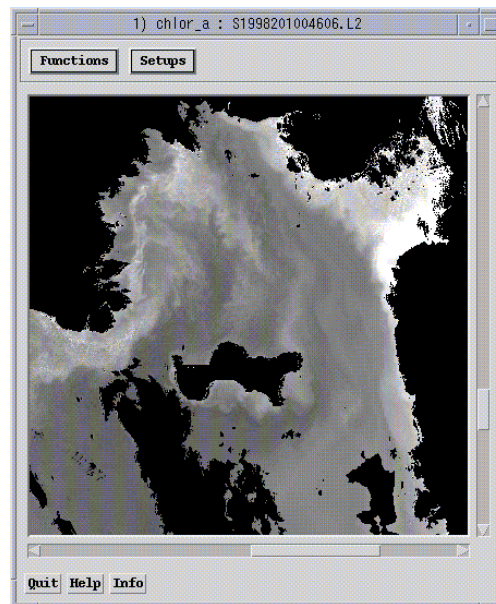 1) chlor_a : S1998201004606.L2
Functions Setups
Quit Help Info